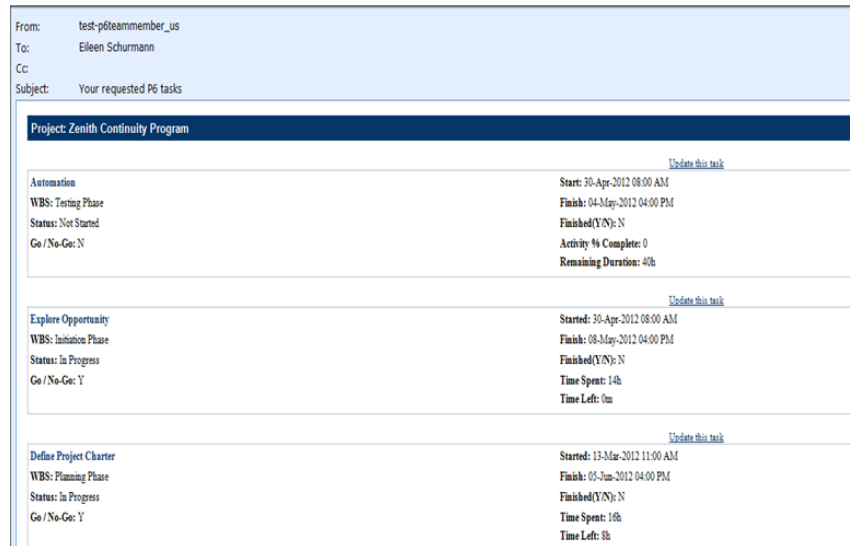 From: test-p6teammember_us
To: Eileen Schurmann
Cc:
Subject: Your requested P6 tasks
Project: Zenith Continuity Program
Update this task
Automation Start: 30-Apr-2012 08:00 AM
WBS: Testing Phase Finish: 04-May-2012 04:00 PM
Status: Not Started Finished(Y/N): N
Go / No-Go: N Activity % Complete: 0
Remaining Duration: 40h
Update this task
Explore Opportunity Started: 30-Apr-2012 08:00 AM
WBS: Initiation Phase Finish: 08-May-2012 04:00 PM
Status: In Progress Finished(Y/N): N
Go / No-Go: Y Time Spent: 14h
Time Left: 0m
Update this task
Define Project Charter Started: 13-Mar-2012 11:00 AM
WBS: Planning Phase Finish: 05-Jun-2012 04:00 PM
Status: In Progress Finished(Y/N): N
Go / No-Go: Y Time Spent: 16h
Time Left: 8h